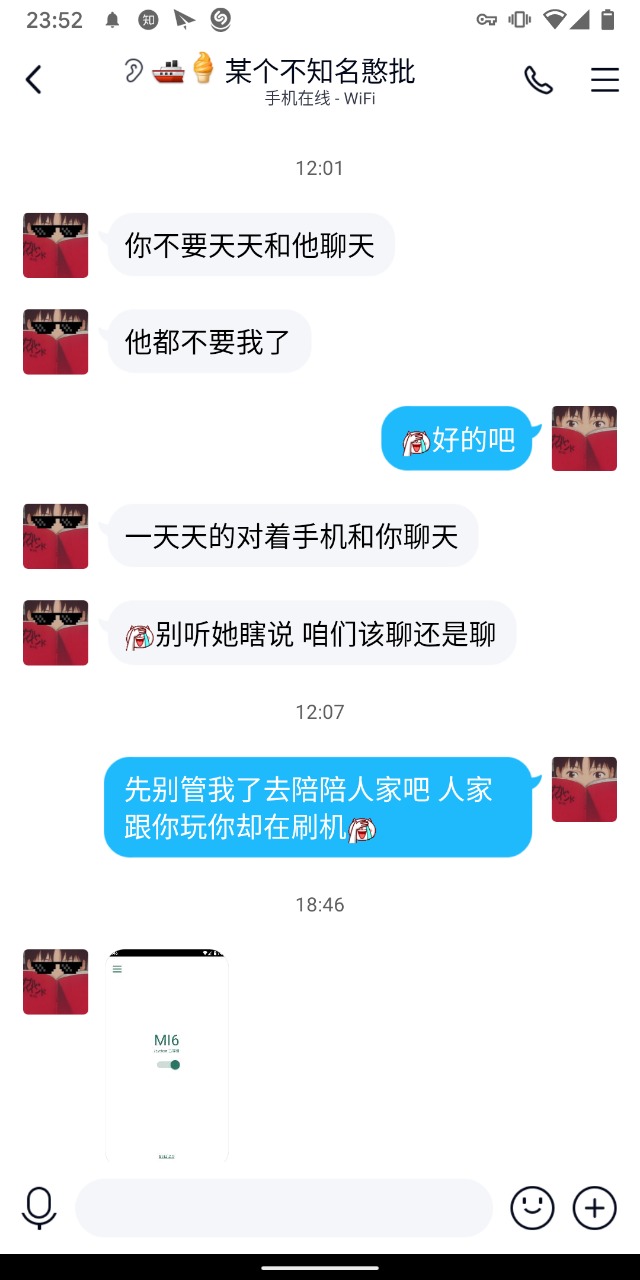 23:52
知
某个不知名憨批
手机在线 - WiFi
12:01
你不要天天和他聊天
他都不要我了
好的吧
一天天的对着手机和你聊天
别听她瞎说 咱们该聊还是聊
12:07
先别管我了去陪陪人家吧 人家
跟你玩你却在刷机
18:46
MI6